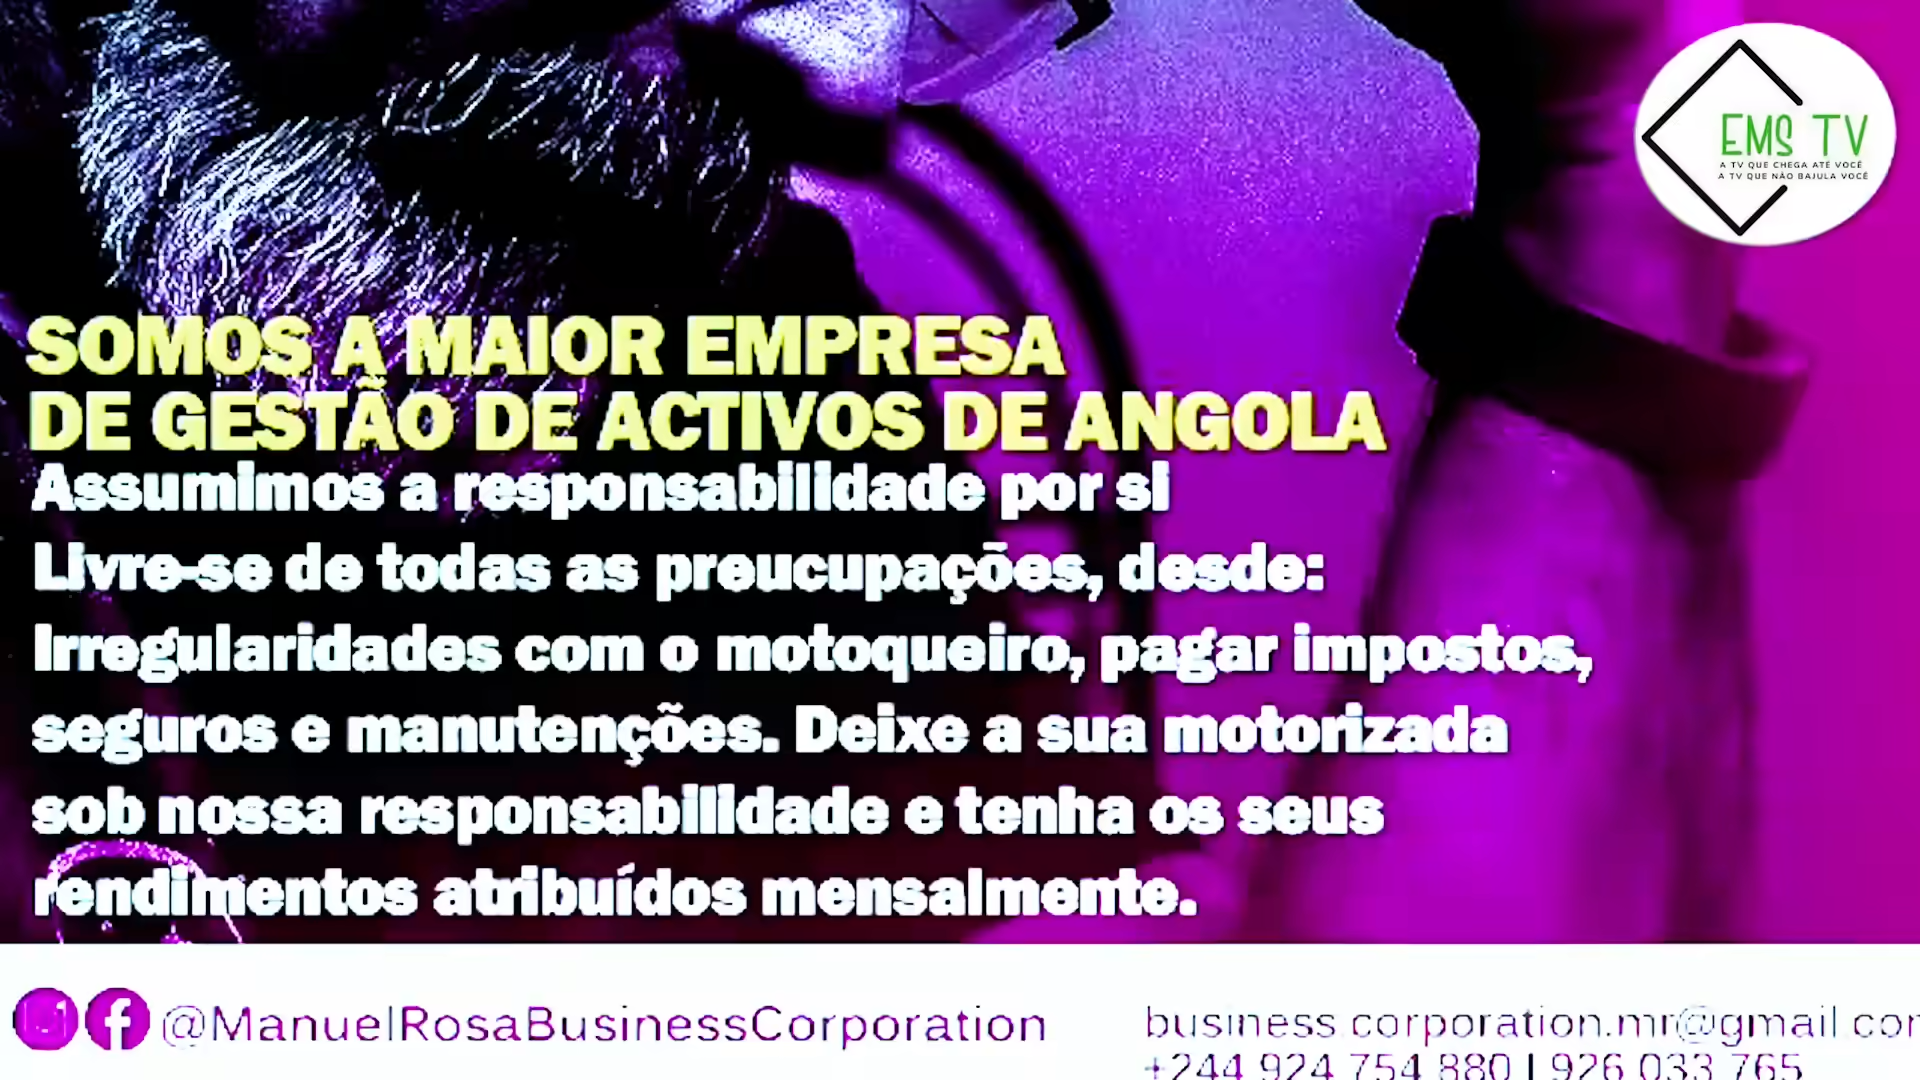 EMS TV
A TV QUE CHEGA ATÉ VOCÊ
A TV QUE NÃO BAJULA VOCÊ
SOMOS A MAIOR EMPRESA
DE GESTÃO DE ACTIVOS DE ANGOLA
Assumimos a responsabilidade por si
Livre-se de todas as preucupações, desde:
Irregularidades com o motoqueiro, pagar impostos,
seguros e manutenções. Deixe a sua motorizada
sob nossa responsabilidade e tenha os seus
rendimentos atribuídos mensalmente.
@ManuelRosaBusinessCorporation
business.corporation.mr@gmail.com
+244 924 754 880 | 926 033 765